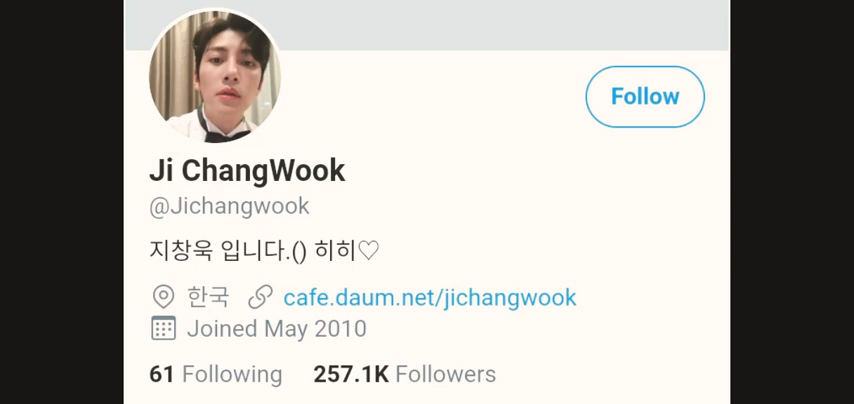 Follow
Ji ChangWook
@Jichangwook
지창욱 입니다.() 히히♡
한국 cafe.daum.net/jichangwook
Joined May 2010
61 Following 257.1K Followers